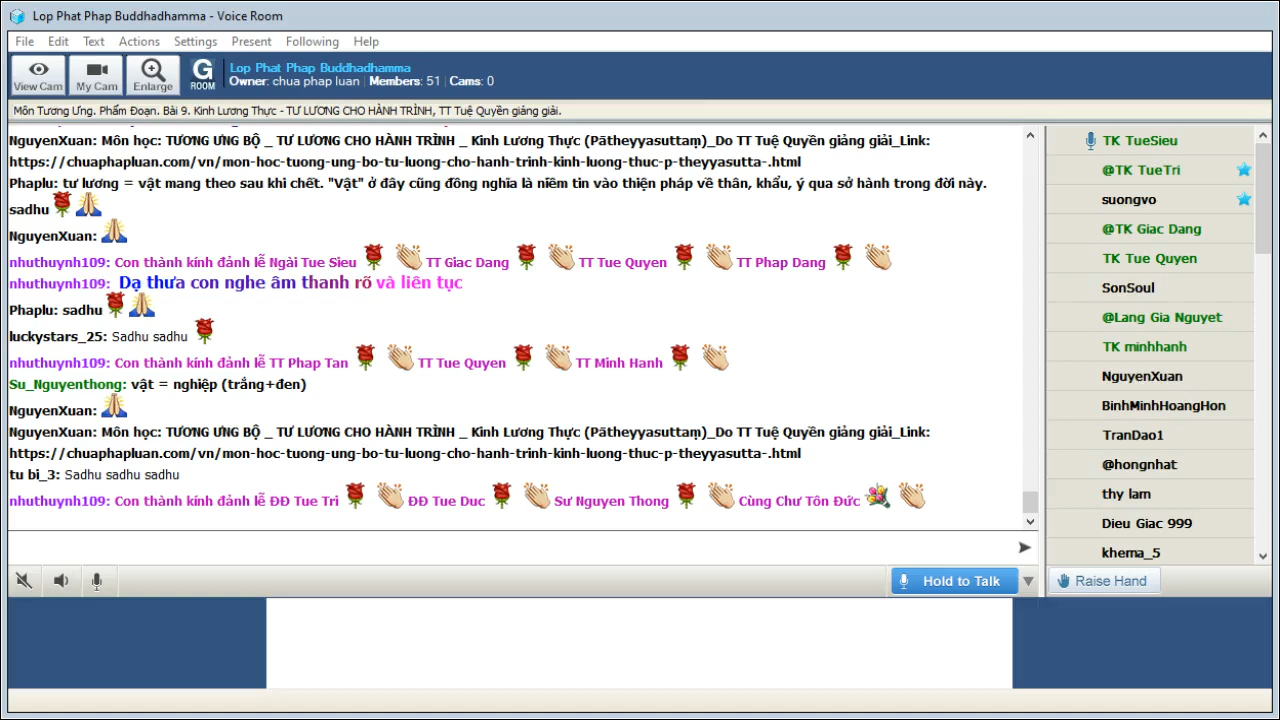 Lop Phat Phap Buddhadhamma - Voice Room
File Edit Text Actions Settings Present Following Help
View Cam My Cam Enlarge G ROOM
Lop Phat Phap Buddhadhamma
Owner: chua phap luan Members: 51 Cams: 0
Môn Tương Ưng. Phẩm Đoạn. Bài 9. Kinh Lương Thực - TƯ LƯƠNG CHO HÀNH TRÌNH, TT Tuệ Quyền giảng giải.
NguyenXuan: Môn học: TƯƠNG ƯNG BỘ _ TƯ LƯƠNG CHO HÀNH TRÌNH _ Kinh Lương Thực (Pātheyyasuttaṃ)_Do TT Tuệ Quyền giảng giải_Link:
https://chuaphapluan.com/vn/mon-hoc-tuong-ung-bo-tu-luong-cho-hanh-trinh-kinh-luong-thuc-p-theyyasutta-.html
Phaplu: tư lương = vật mang theo sau khi chết. "Vật" ở đây cũng đồng nghĩa là niềm tin vào thiện pháp về thân, khẩu, ý qua sở hành trong đời này.
sadhu
NguyenXuan:
nhuthuynh109: Con thành kính đảnh lễ Ngài Tue Sieu TT Giac Dang TT Tue Quyen TT Phap Dang
nhuthuynh109: Dạ thưa con nghe âm thanh rõ và liên tục
Phaplu: sadhu
luckystars_25: Sadhu sadhu
nhuthuynh109: Con thành kính đảnh lễ TT Phap Tan TT Tue Quyen TT Minh Hanh
Su_Nguyenthong: vật = nghiệp (trắng+đen)
NguyenXuan:
NguyenXuan: Môn học: TƯƠNG ƯNG BỘ _ TƯ LƯƠNG CHO HÀNH TRÌNH _ Kinh Lương Thực (Pātheyyasuttaṃ)_Do TT Tuệ Quyền giảng giải_Link:
https://chuaphapluan.com/vn/mon-hoc-tuong-ung-bo-tu-luong-cho-hanh-trinh-kinh-luong-thuc-p-theyyasutta-.html
tu bi_3: Sadhu sadhu sadhu
nhuthuynh109: Con thành kính đảnh lễ ĐĐ Tue Tri ĐĐ Tue Duc Sư Nguyen Thong Cùng Chư Tôn Đức
TK TueSieu
@TK TueTri
suongvo
@TK Giac Dang
TK Tue Quyen
SonSoul
@Lang Gia Nguyet
TK minhhanh
NguyenXuan
BinhMinhHoangHon
TranDao1
@hongnhat
thy lam
Dieu Giac 999
khema_5
Hold to Talk
Raise Hand